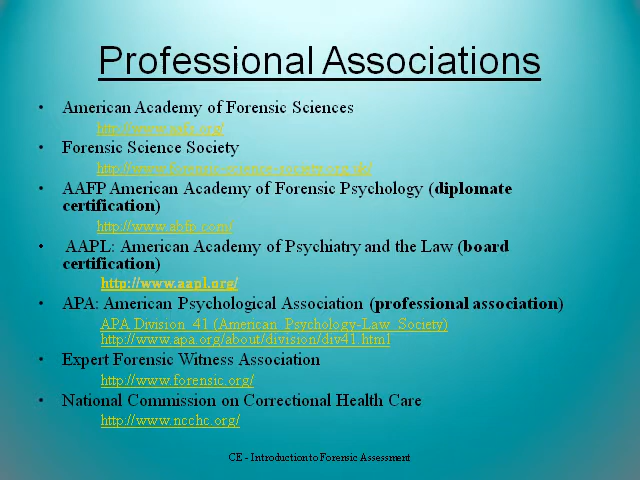 Professional Associations
• American Academy of Forensic Sciences
http://www.aafs.org/
• Forensic Science Society
http://www.forensic-science-society.org.uk/
• AAFP American Academy of Forensic Psychology (diplomate
certification)
http://www.abfp.com/
• AAPL: American Academy of Psychiatry and the Law (board
certification)
http://www.aapl.org/
• APA: American Psychological Association (professional association)
APA Division 41 (American Psychology-Law Society)
http://www.apa.org/about/division/div41.html
• Expert Forensic Witness Association
http://www.forensic.org/
• National Commission on Correctional Health Care
http://www.ncchc.org/
CE - Introduction to Forensic Assessment